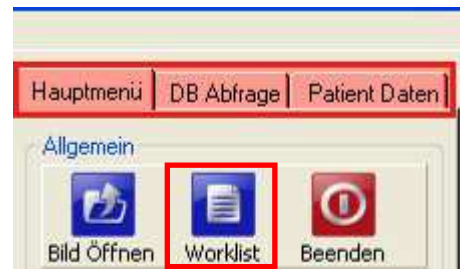 Hauptmenü DB Abfrage Patient Daten
Allgemein
Bild Öffnen Worklist Beenden